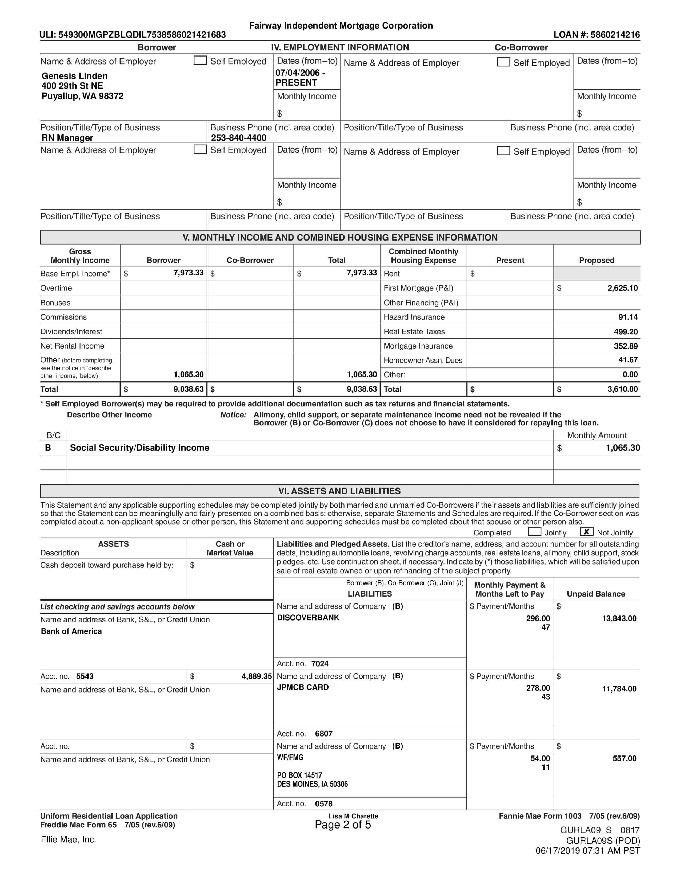 Fairway Independent Mortgage Corporation
ULI: 549300MGPZBLQDIL7538586021421683 LOAN #: 5860214216
Borrower IV. EMPLOYMENT INFORMATION Co-Borrower
Name & Address of Employer Self Employed Dates (from–to) Name & Address of Employer Self Employed Dates (from–to)
Genesis Linden
400 29th St NE
Puyallup, WA 98372
07/04/2006 -
PRESENT
Monthly Income Monthly Income
$ $
Position/Title/Type of Business Business Phone (incl. area code) Position/Title/Type of Business Business Phone (incl. area code)
RN Manager 253-840-4400
Name & Address of Employer Self Employed Dates (from–to) Name & Address of Employer Self Employed Dates (from–to)
Monthly Income Monthly Income
$ $
Position/Title/Type of Business Business Phone (incl. area code) Position/Title/Type of Business Business Phone (incl. area code)
V. MONTHLY INCOME AND COMBINED HOUSING EXPENSE INFORMATION
Gross Monthly Income Borrower Co-Borrower Total Combined Monthly Housing Expense Present Proposed
Base Empl. Income* $ 7,973.33 $ $ 7,973.33 Rent $
Overtime First Mortgage (P&I) $ 2,625.10
Bonuses Other Financing (P&I)
Commissions Hazard Insurance 91.14
Dividends/Interest Real Estate Taxes 499.20
Net Rental Income Mortgage Insurance 352.89
Other (before completing, Homeowner Assn. Dues 41.67
see the notice in "describe
other income," below) 1,065.30 1,065.30 Other: 0.00
Total $ 9,038.63 $ $ 9,038.63 Total $ $ 3,610.00
* Self Employed Borrower(s) may be required to provide additional documentation such as tax returns and financial statements.
Describe Other Income Notice: Alimony, child support, or separate maintenance income need not be revealed if the
Borrower (B) or Co-Borrower (C) does not choose to have it considered for repaying this loan.
B/C Monthly Amount
B Social Security/Disability Income $ 1,065.30
VI. ASSETS AND LIABILITIES
This Statement and any applicable supporting schedules may be completed jointly by both married and unmarried Co-Borrowers if their assets and liabilities are sufficiently joined
so that the Statement can be meaningfully and fairly presented on a combined basis; otherwise, separate Statements and Schedules are required. If the Co-Borrower section was
completed about a non-applicant spouse or other person, this Statement and supporting schedules must be completed about that spouse or other person also.
Completed Jointly X Not Jointly
ASSETS Cash or
Description Market Value
Cash deposit toward purchase held by: $
Liabilities and Pledged Assets. List the creditor's name, address, and account number for all outstanding
debts, including automobile loans, revolving charge accounts, real estate loans, alimony, child support, stock
pledges, etc. Use continuation sheet, if necessary. Indicate by (*) those liabilities, which will be satisfied upon
sale of real estate owned or upon refinancing of the subject property.
Borrower (B), Co-Borrower (C), Joint (J) Monthly Payment &
LIABILITIES Months Left to Pay Unpaid Balance
List checking and savings accounts below Name and address of Company (B) $ Payment/Months $
Name and address of Bank, S&L, or Credit Union DISCOVERBANK 296.00 13,843.00
47
Bank of America
Acct. no. 7024
Acct. no. 5543 $ 4,889.35 Name and address of Company (B) $ Payment/Months $
Name and address of Bank, S&L, or Credit Union JPMCB CARD 278.00 11,784.00
43
Acct. no. 6807
Acct. no. $ Name and address of Company (B) $ Payment/Months $
Name and address of Bank, S&L, or Credit Union WF/FMG 54.00 557.00
11
PO BOX 14517
DES MOINES, IA 50306
Acct. no. 0578
Uniform Residential Loan Application Lisa M Charette Fannie Mae Form 1003 7/05 (rev.6/09)
Freddie Mac Form 65 7/05 (rev.6/09) Page 2 of 5
GURLA09_S 0817
Ellie Mae, Inc. GURLA09S (POD)
06/17/2019 07:31 AM PST